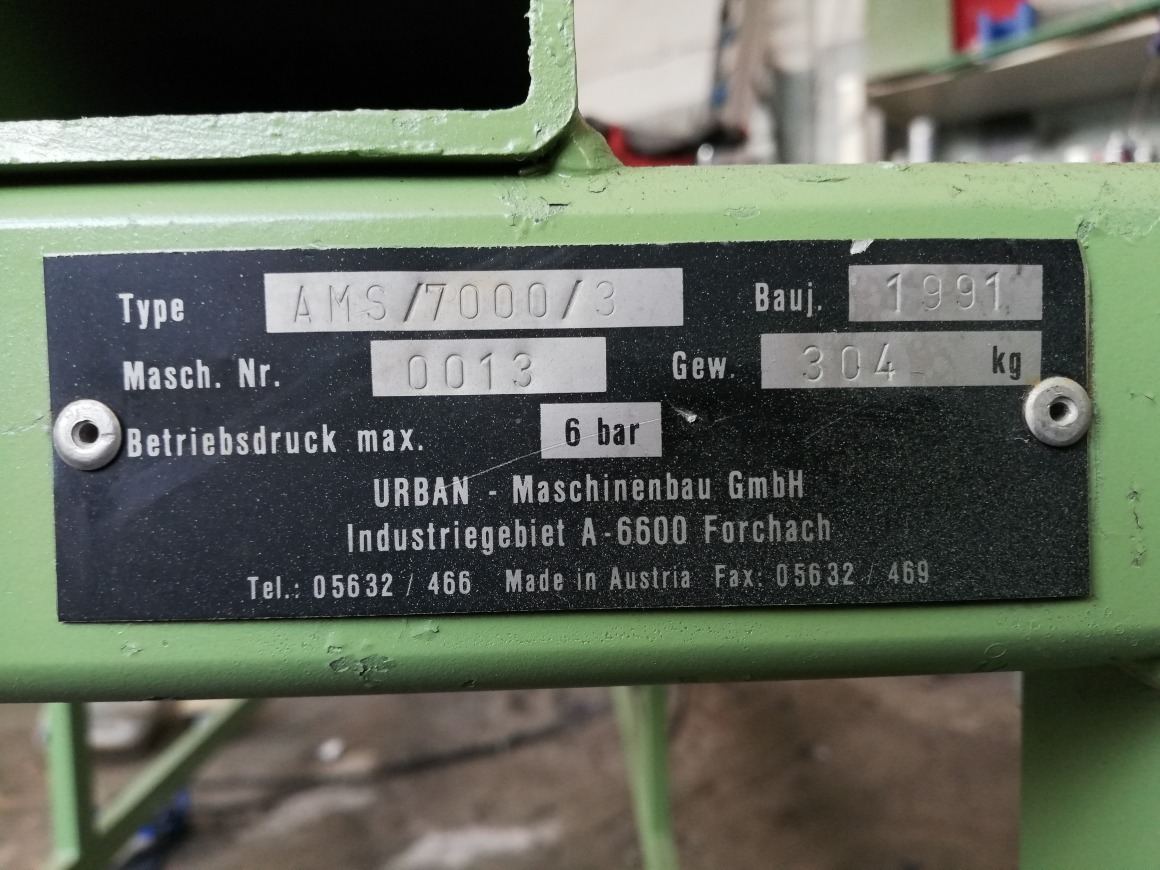 Type AMS/7000/3 Bauj. 1991
Masch. Nr. 0013 Gew. 304 kg
Betriebsdruck max. 6 bar
URBAN - Maschinenbau GmbH
Industriegebiet A-6600 Forchach
Tel.: 05632 / 466 Made in Austria Fax: 05632 / 469